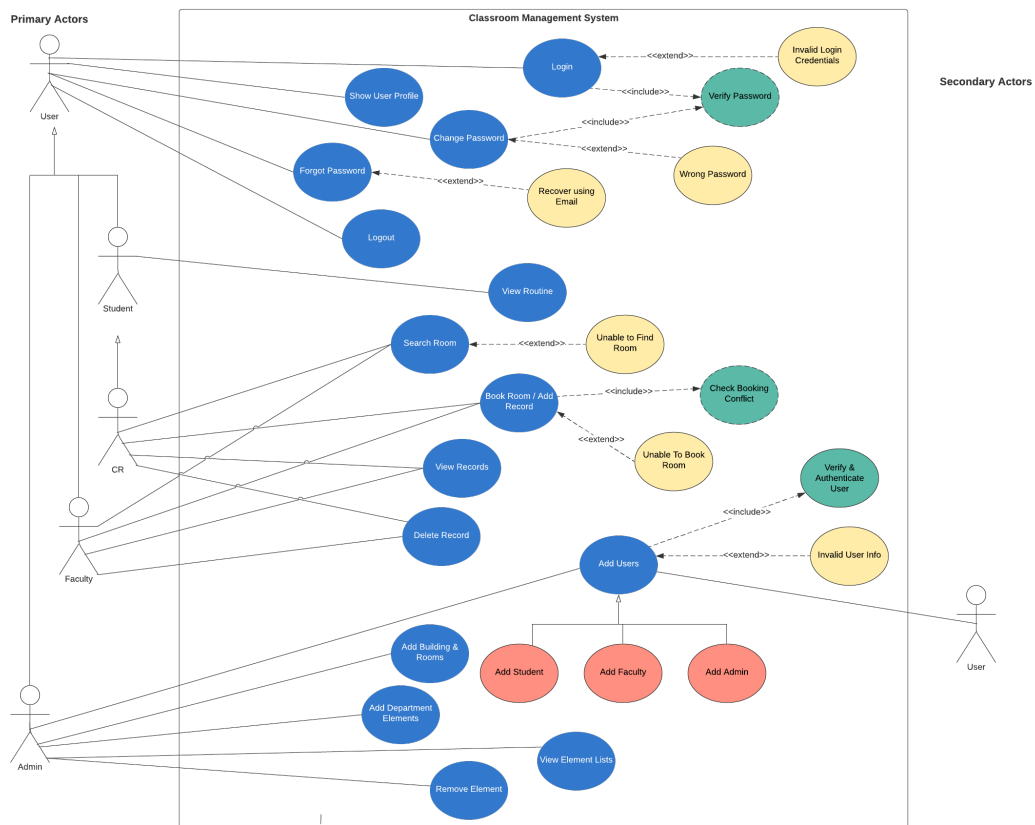 Primary Actors
Classroom Management System
Secondary Actors
User
Login
<<extend>>
Invalid Login
Credentials
Show User Profile
<<include>>
Verify Password
Change Password
<<include>>
<<extend>>
Wrong Password
Forgot Password
<<extend>>
Recover using
Email
Logout
Student
View Routine
Search Room
<<extend>>
Unable to Find
Room
CR
Book Room / Add
Record
<<include>>
Check Booking
Conflict
<<extend>>
Unable To Book
Room
View Records
Verify &
Authenticate
User
<<include>>
Faculty
Delete Record
Add Users
<<extend>>
Invalid User Info
User
Add Building &
Rooms
Add Student
Add Faculty
Add Admin
Admin
Add Department
Elements
View Element Lists
Remove Element